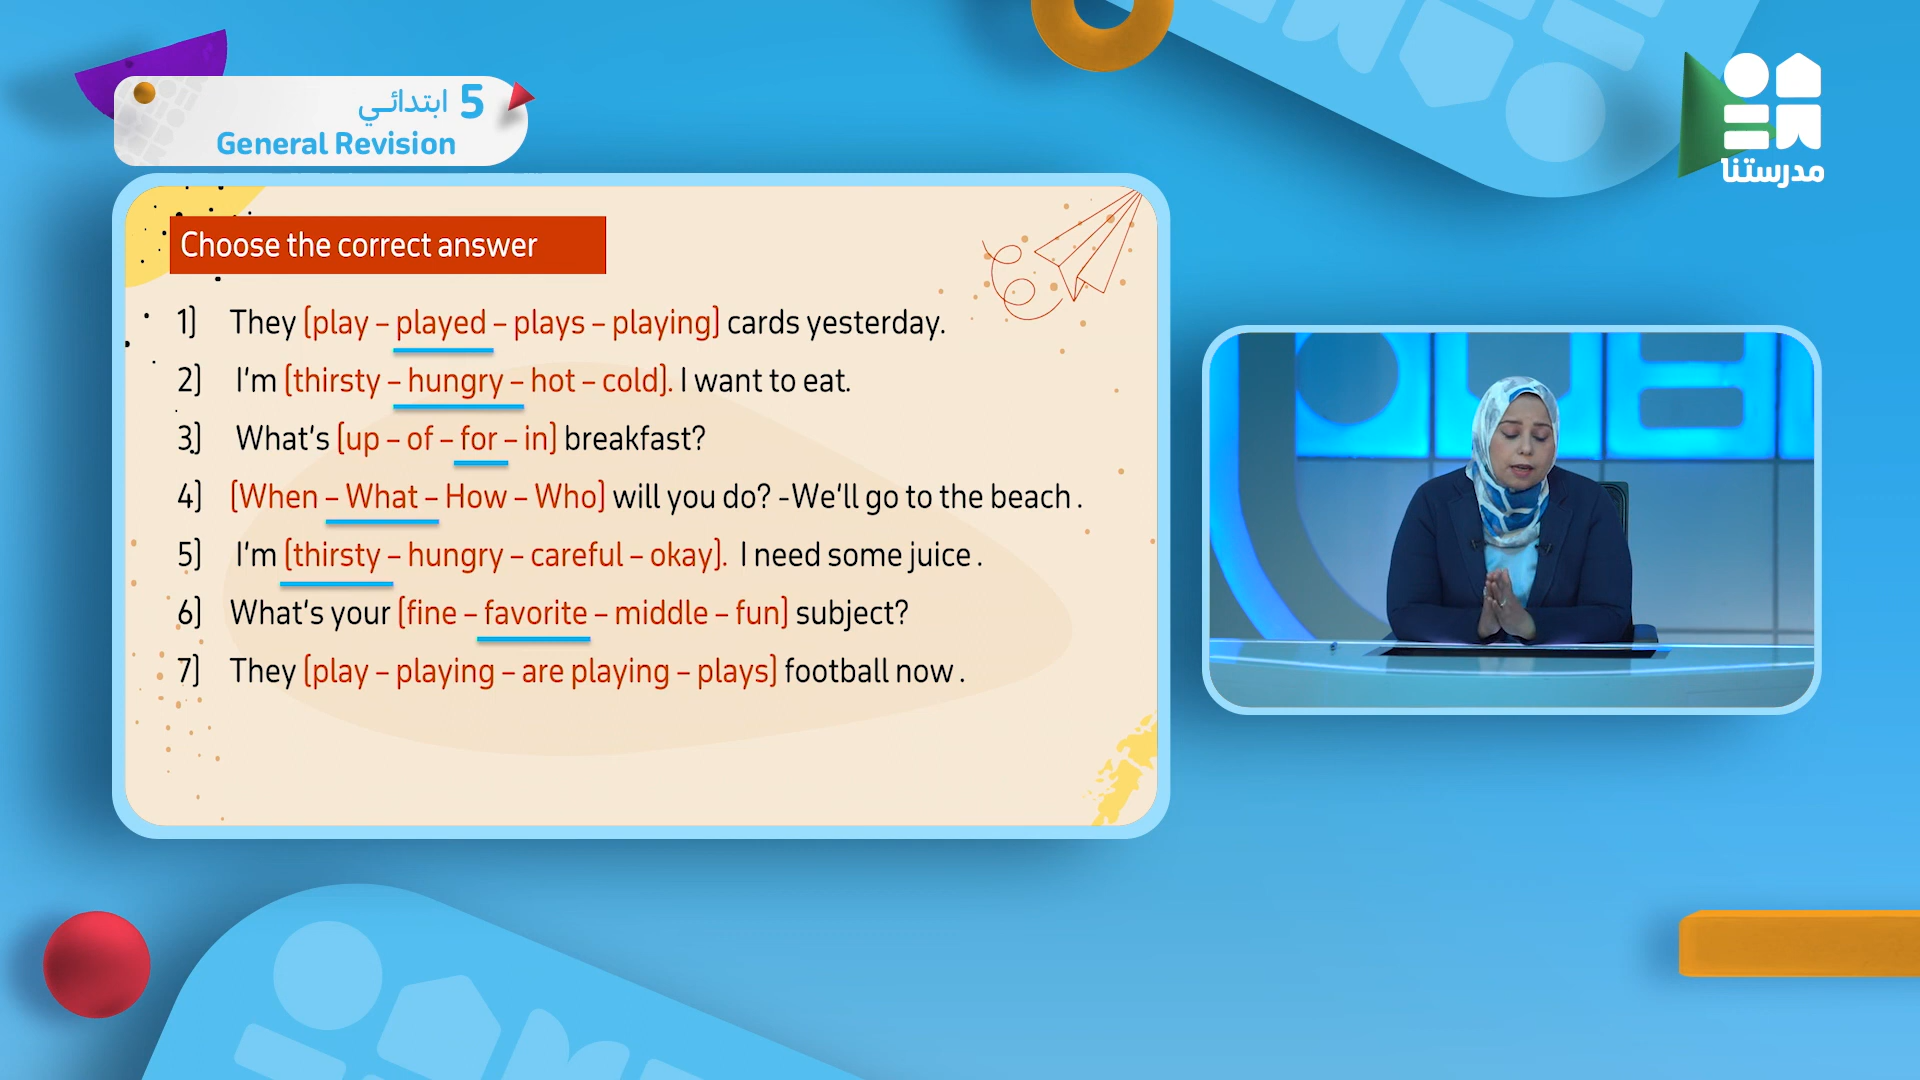 5 ابتدائي
General Revision
مدرستنا
Choose the correct answer
1) They (play – played – plays – playing) cards yesterday.
2) I'm (thirsty – hungry – hot – cold). I want to eat.
3) What's (up – of – for – in) breakfast?
4) (When – What – How – Who) will you do? -We'll go to the beach .
5) I'm (thirsty – hungry – careful – okay). I need some juice .
6) What's your (fine – favorite – middle – fun) subject?
7) They (play – playing – are playing – plays) football now .